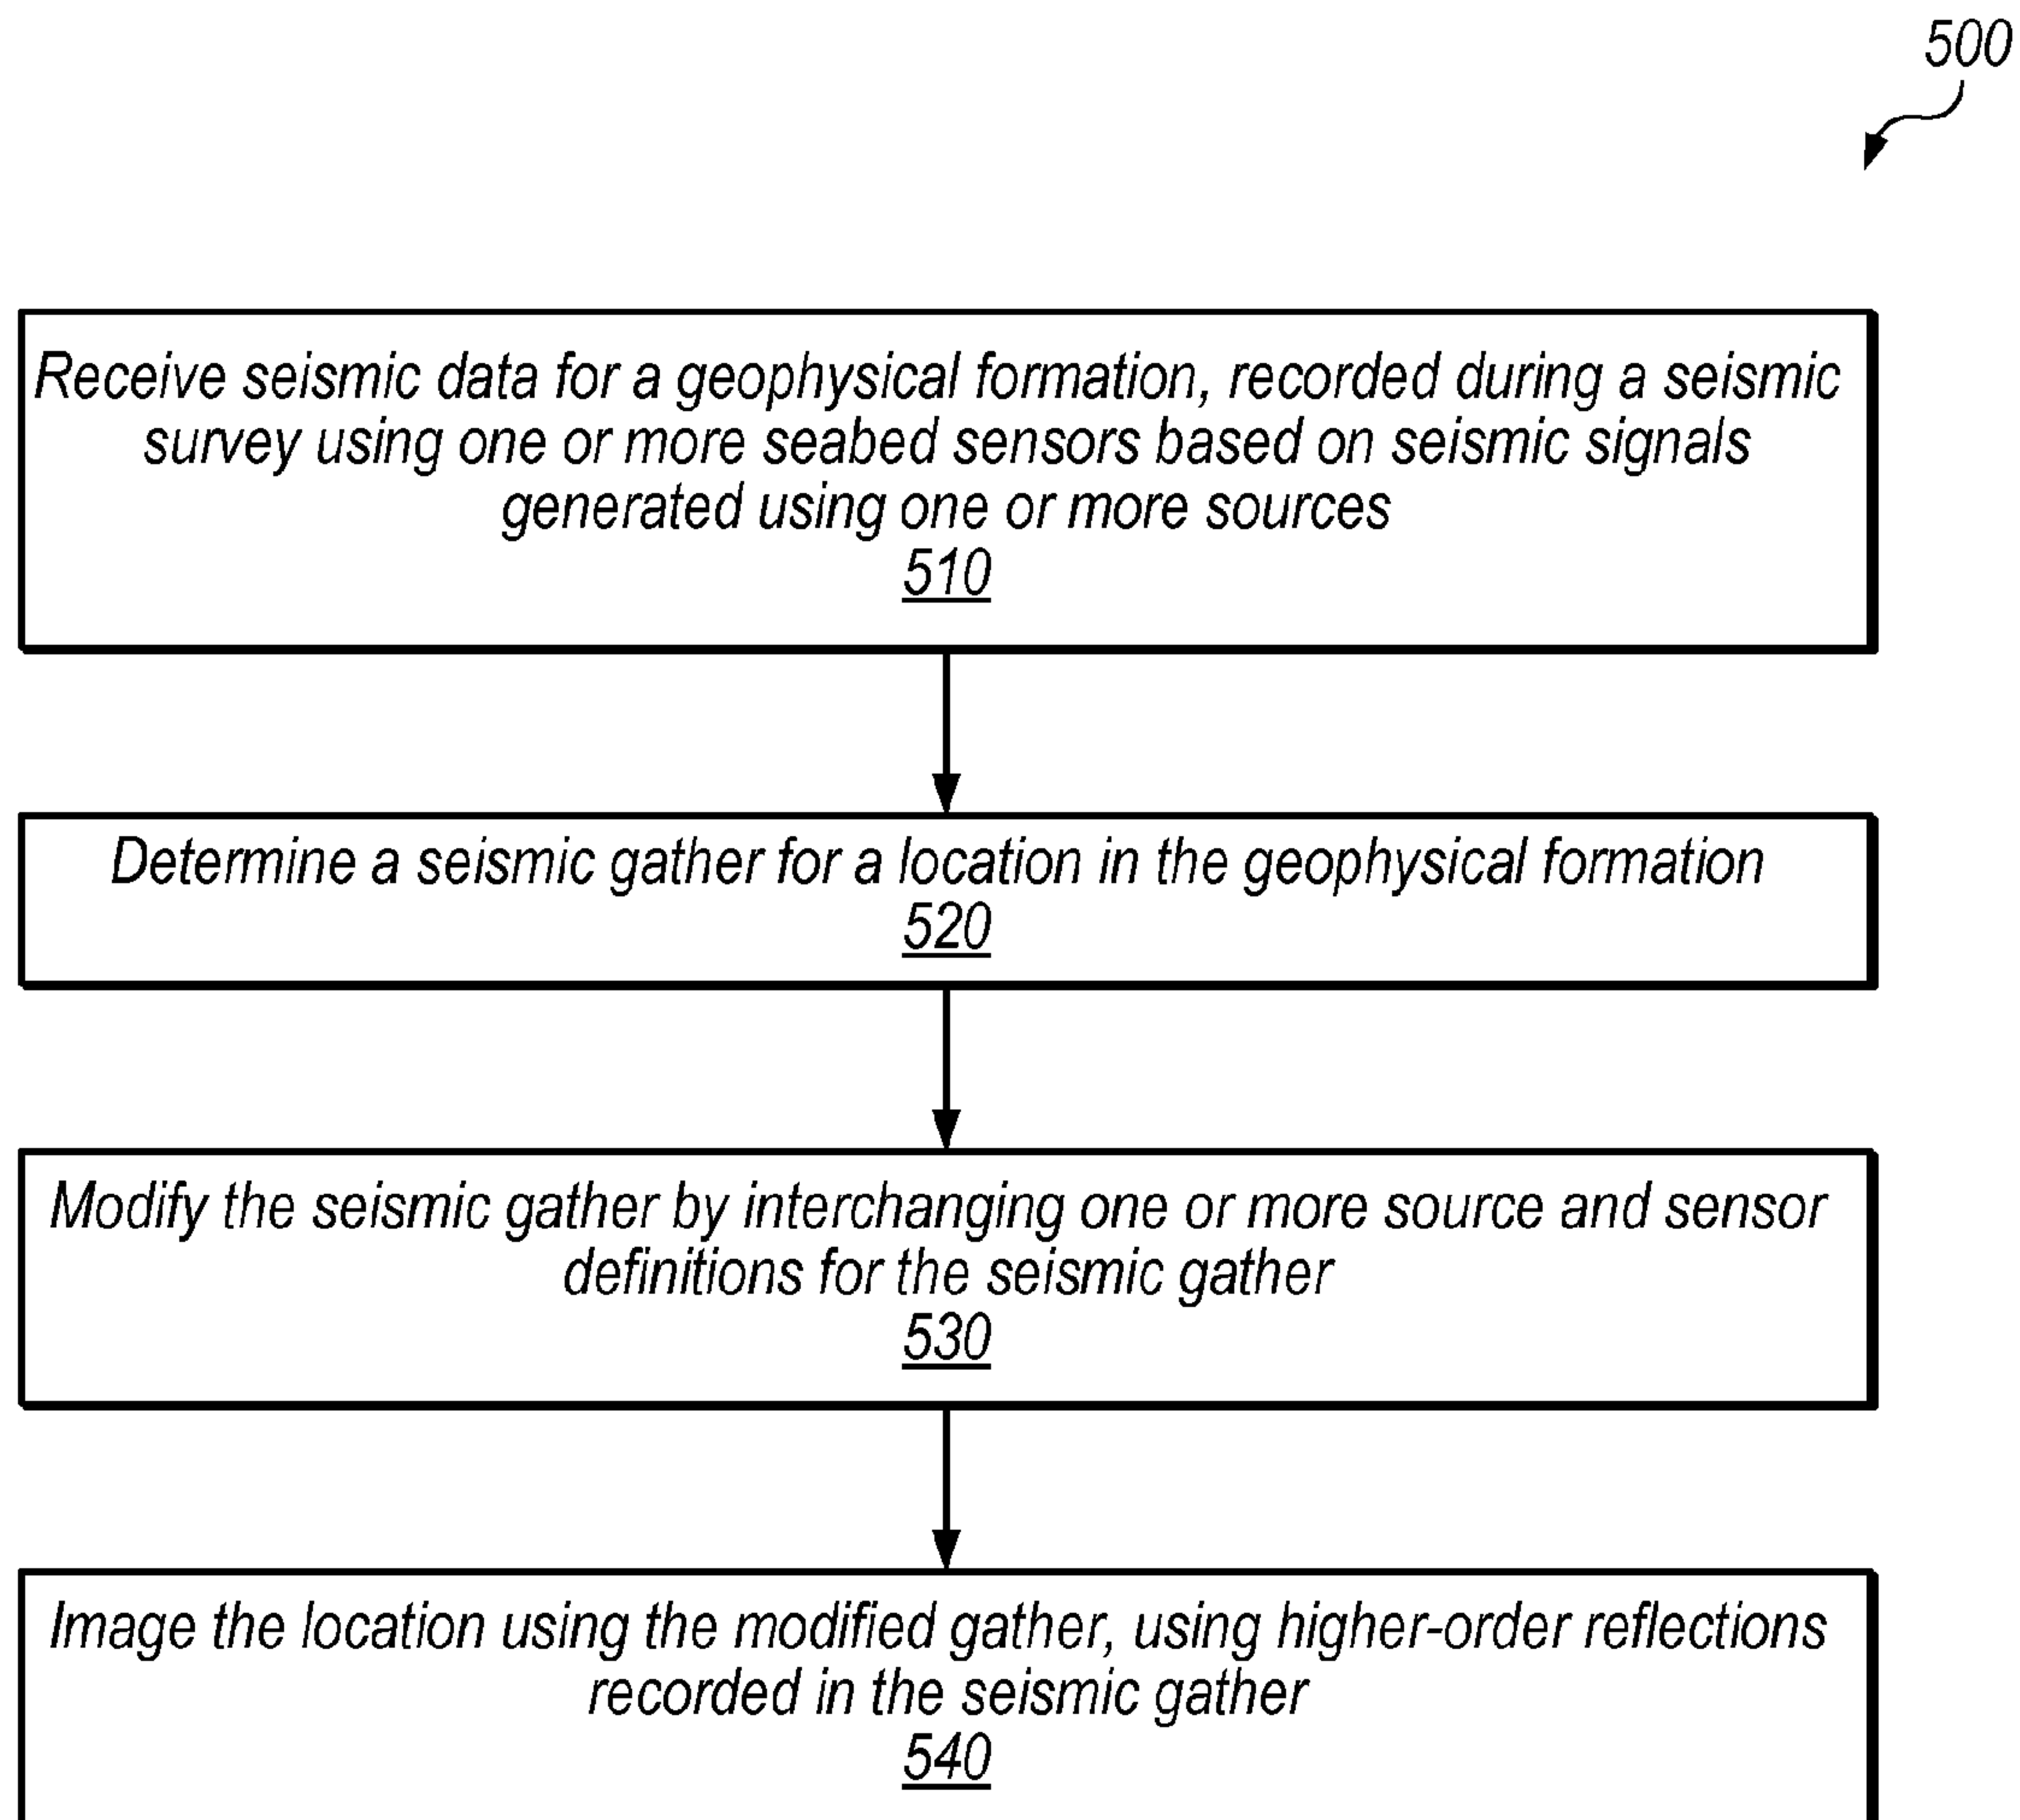 500
Receive seismic data for a geophysical formation, recorded during a seismic
survey using one or more seabed sensors based on seismic signals
generated using one or more sources
510
Determine a seismic gather for a location in the geophysical formation
520
Modify the seismic gather by interchanging one or more source and sensor
definitions for the seismic gather
530
Image the location using the modified gather, using higher-order reflections
recorded in the seismic gather
540